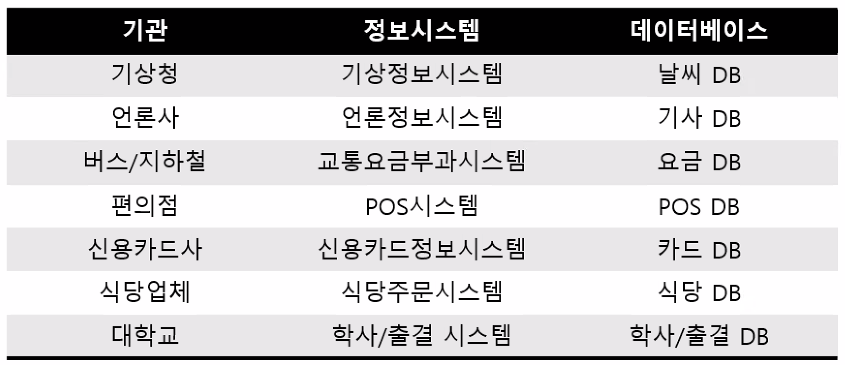 기관 정보시스템 데이터베이스
기상청 기상정보시스템 날씨 DB
언론사 언론정보시스템 기사 DB
버스/지하철 교통요금부과시스템 요금 DB
편의점 POS시스템 POS DB
신용카드사 신용카드정보시스템 카드 DB
식당업체 식당주문시스템 식당 DB
대학교 학사/출결 시스템 학사/출결 DB